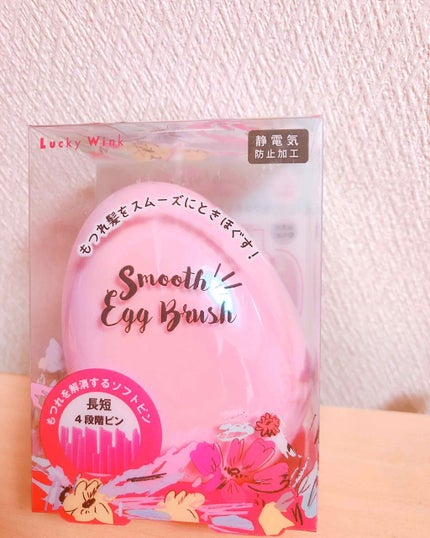 Lucky Wink
静電気
防止加工
もつれ髪をスムーズにときほぐす!
Smooth
Egg Brush
もつれを解消するソフトピン
長短
4段階ピン